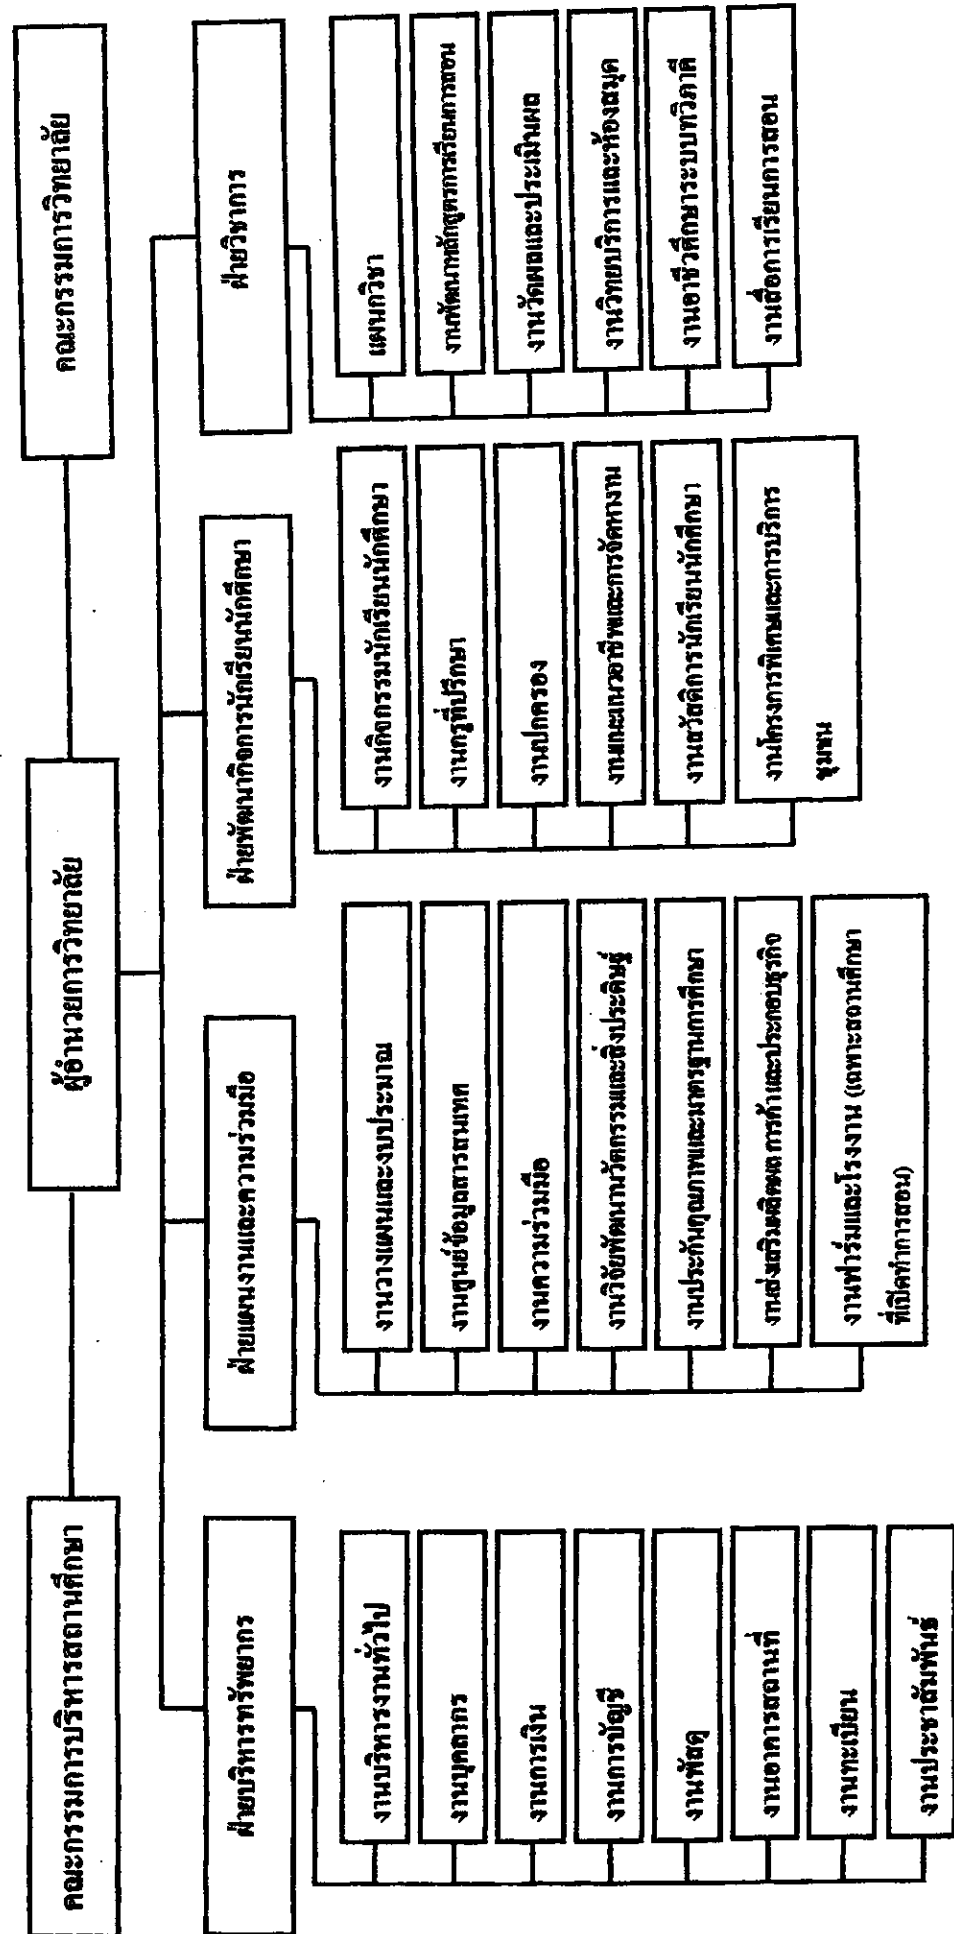 คณะกรรมการบริหารสถานศึกษา
ผู้อำนวยการวิทยาลัย
คณะกรรมการวิทยาลัย
ฝ่ายบริหารทรัพยากร
ฝ่ายแผนงานและความร่วมมือ
ฝ่ายพัฒนากิจการนักเรียนนักศึกษา
ฝ่ายวิชาการ
งานบริหารงานทั่วไป
งานบุคลากร
งานการเงิน
งานการบัญชี
งานพัสดุ
งานอาคารสถานที่
งานทะเบียน
งานประชาสัมพันธ์
งานวางแผนและงบประมาณ
งานศูนย์ข้อมูลสารสนเทศ
งานความร่วมมือ
งานวิจัยพัฒนานวัตกรรมและสิ่งประดิษฐ์
งานประกันคุณภาพและมาตรฐานการศึกษา
งานส่งเสริมผลิตผล การค้าและประกอบธุรกิจ
งานฟาร์มและโรงงาน (เฉพาะสถานศึกษา
ที่เปิดทำการสอน)
งานกิจกรรมนักเรียนนักศึกษา
งานครูที่ปรึกษา
งานปกครอง
งานแนะแนวอาชีพและการจัดหางาน
งานสวัสดิการนักเรียนนักศึกษา
งานโครงการพิเศษและการบริการ
ชุมชน
แผนกวิชา
งานพัฒนาหลักสูตรการเรียนการสอน
งานวัดผลและประเมินผล
งานวิทยบริการและห้องสมุด
งานอาชีวศึกษาระบบทวิภาคี
งานสื่อการเรียนการสอน